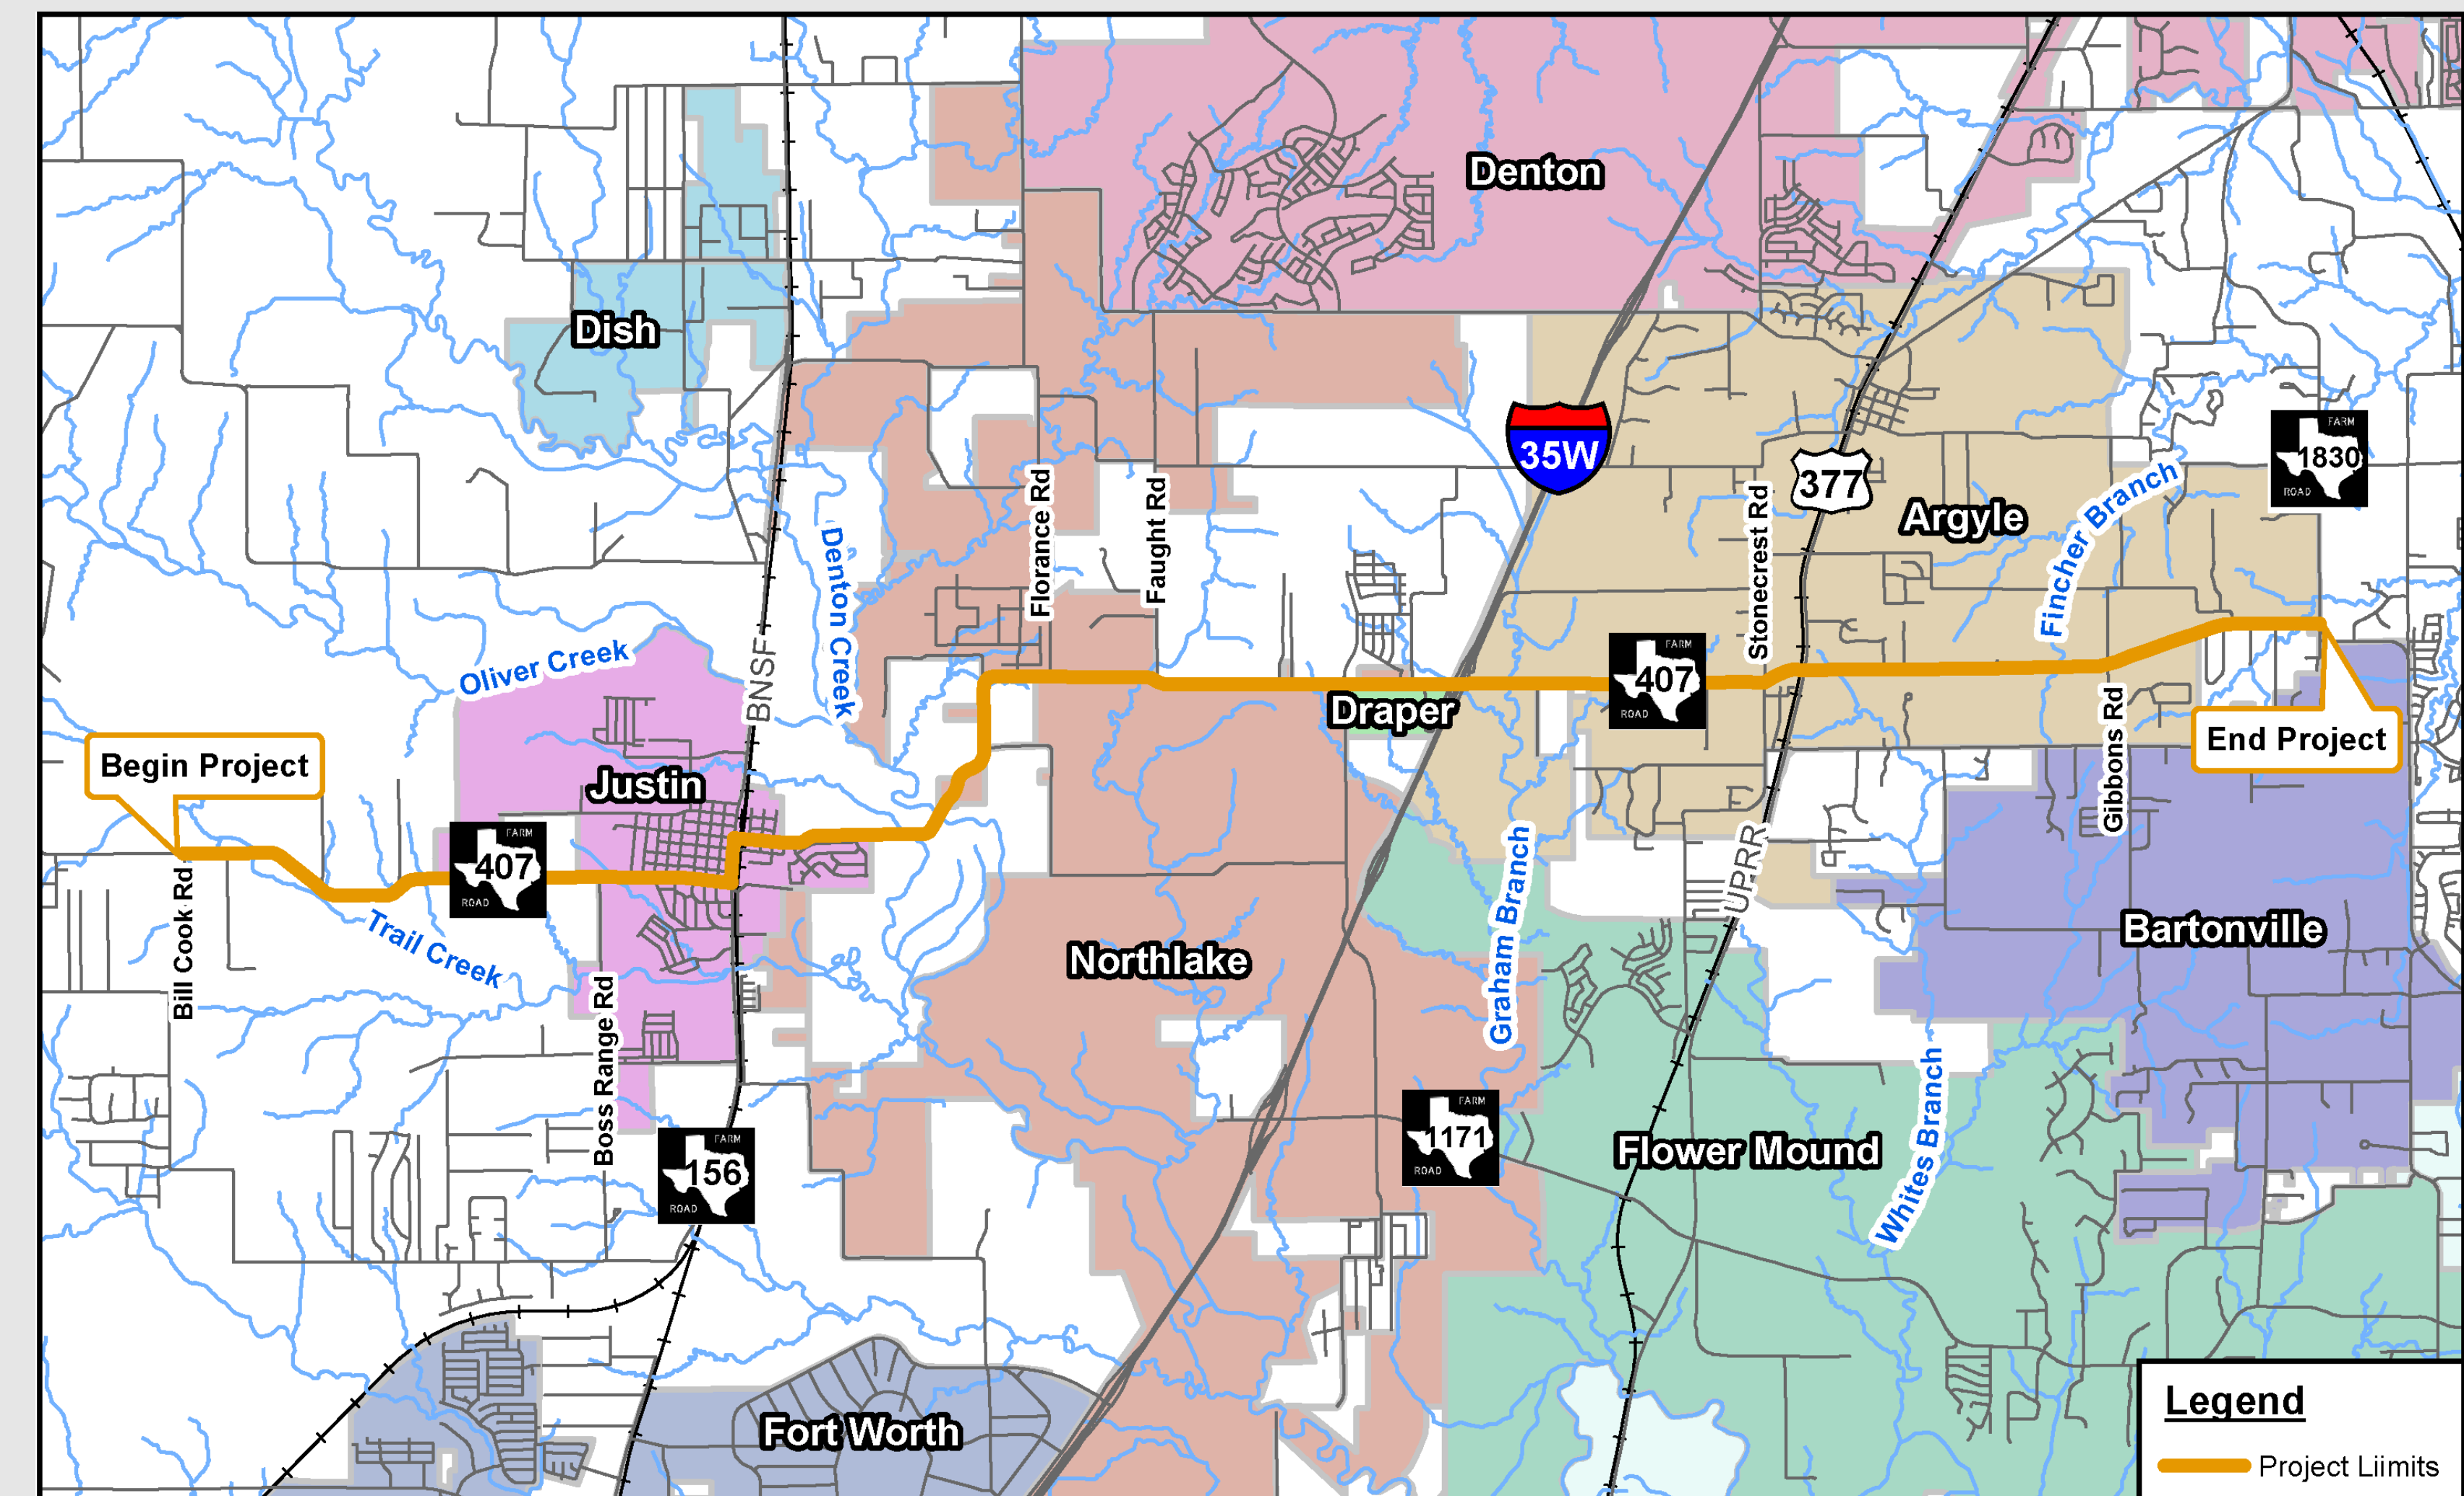 Denton
Dish
35W
377
FARM
1830
ROAD
Argyle
Fincher Branch
Florance Rd
Faught Rd
Stonecrest Rd
Denton Creek
Oliver Creek
BNSF
FARM
407
ROAD
Draper
Gibbons Rd
End Project
Begin Project
Justin
FARM
407
ROAD
Bill Cook Rd
Trail Creek
Boss Range Rd
Northlake
Graham Branch
UPRR
Bartonville
FARM
156
ROAD
FARM
1171
ROAD
Flower Mound
Whites Branch
Fort Worth
Legend
Project Liimits